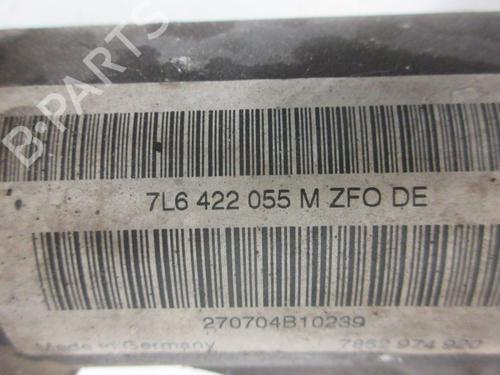 B-PARTS
7L6 422 055 M ZFO DE
270704B10239
Made in Germany 7852 974 920